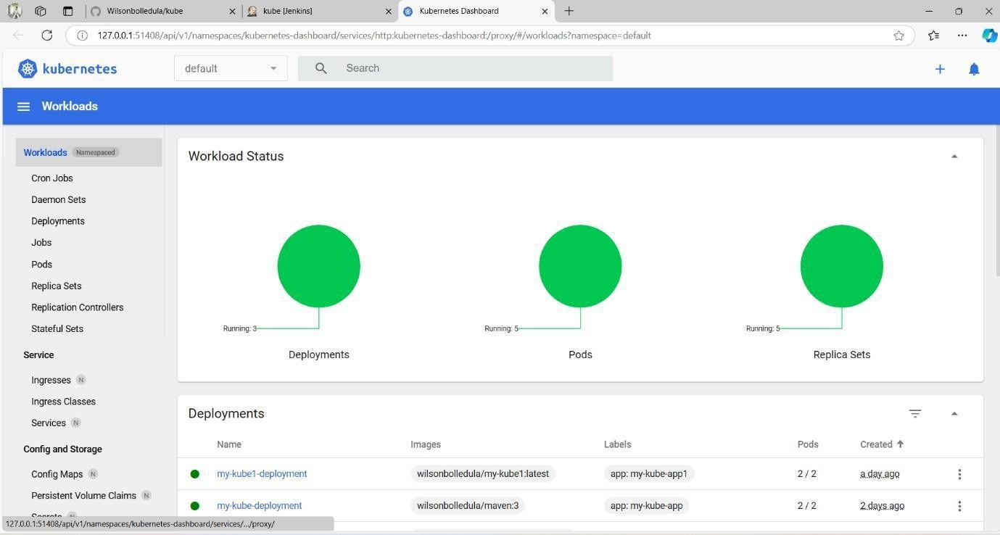 Wilsonbolledula/kube
kube [Jenkins]
Kubernetes Dashboard
127.0.0.1:51408/api/v1/namespaces/kubernetes-dashboard/services/http:kubernetes-dashboard:/proxy/#/workloads?namespace=default
kubernetes
default
Search
Workloads
Workloads Namespaced
Cron Jobs
Daemon Sets
Deployments
Jobs
Pods
Replica Sets
Replication Controllers
Stateful Sets
Service
Ingresses N
Ingress Classes
Services N
Config and Storage
Config Maps N
Persistent Volume Claims N
Secrets N
127.0.0.1:51408/api/v1/namespaces/kubernetes-dashboard/services/.../proxy/
Workload Status
Running: 3
Deployments
Running: 5
Pods
Running: 5
Replica Sets
Deployments
Name Images Labels Pods Created
my-kube1-deployment wilsonbolledula/my-kube1:latest app: my-kube-app1 2 / 2 a day ago
my-kube-deployment wilsonbolledula/maven:3 app: my-kube-app 2 / 2 2 days ago